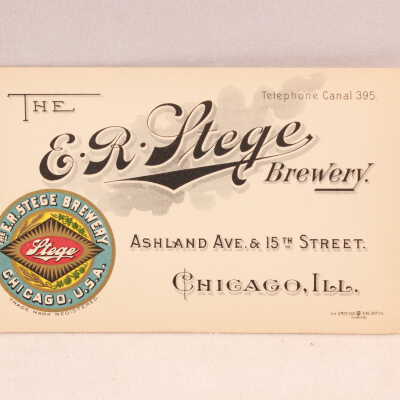 THE
Telephone Canal 395.
E.R. Stege
Brewery.
ASHLAND AVE. & 15TH STREET.
CHICAGO, ILL.
THE E.R. STEGE BREWERY
Stege
CHICAGO, U.S.A.
TRADE MARK REGISTERED